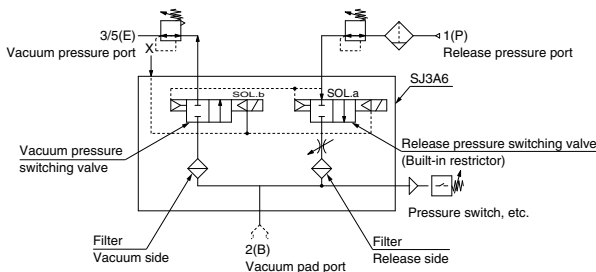 3/5(E)
Vacuum pressure port
X
1(P)
Release pressure port
SJ3A6
SOL.b
SOL.a
Vacuum pressure
switching valve
Release pressure switching valve
(Built-in restrictor)
Pressure switch, etc.
Filter
Vacuum side
2(B)
Vacuum pad port
Filter
Release side